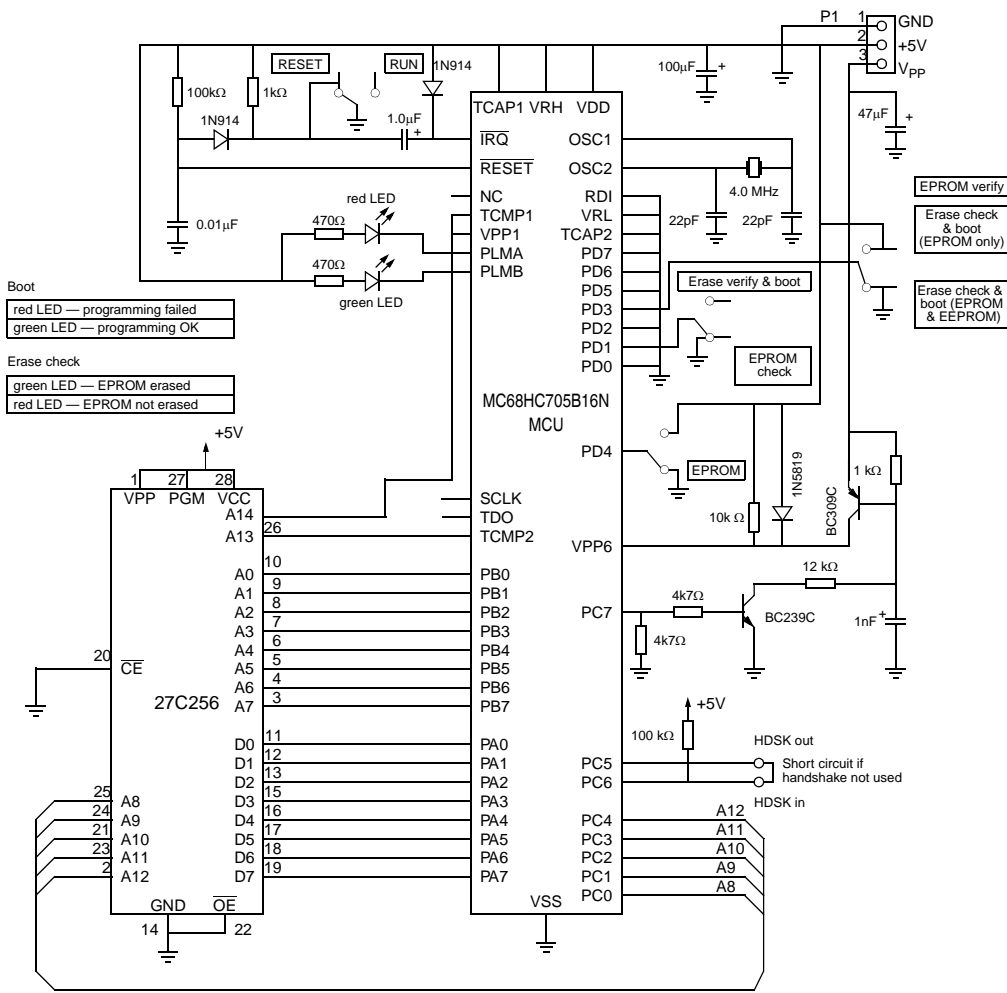 P1
1
GND
2
+5V
3
VPP
RESET
RUN
1N914
100µF
+
47µF
+
100kΩ
1kΩ
1N914
1.0µF
+
TCAP1 VRH VDD
IRQ
OSC1
RESET
OSC2
4.0 MHz
22pF
22pF
0.01µF
NC
RDI
TCMP1
VRL
VPP1
TCAP2
PLMA
PD7
PLMB
PD6
PD5
PD3
PD2
PD1
PD0
red LED
470Ω
470Ω
green LED
EPROM verify
Erase check
& boot
(EPROM only)
Erase verify & boot
Erase check &
boot (EPROM
& EEPROM)
EPROM
check
Boot
red LED — programming failed
green LED — programming OK
Erase check
green LED — EPROM erased
red LED — EPROM not erased
MC68HC705B16N
MCU
PD4
EPROM
+5V
1
27
28
VPP
PGM
VCC
A14
A13
26
SCLK
TDO
TCMP2
VPP6
10k Ω
1N5819
BC309C
1 kΩ
A0
10
PB0
A1
9
PB1
A2
8
PB2
A3
7
PB3
A4
6
PB4
A5
5
PB5
A6
4
PB6
A7
3
PB7
20
CE
27C256
PC7
4k7Ω
4k7Ω
BC239C
12 kΩ
1nF
+
+5V
100 kΩ
HDSK out
Short circuit if
handshake not used
HDSK in
D0
11
PA0
D1
12
PA1
PC5
D2
13
PA2
PC6
D3
15
PA3
D4
16
PA4
PC4
A12
D5
17
PA5
PC3
A11
D6
18
PA6
PC2
A10
D7
19
PA7
PC1
A9
PC0
A8
25
A8
24
A9
21
A10
23
A11
2
A12
GND
OE
14
22
VSS